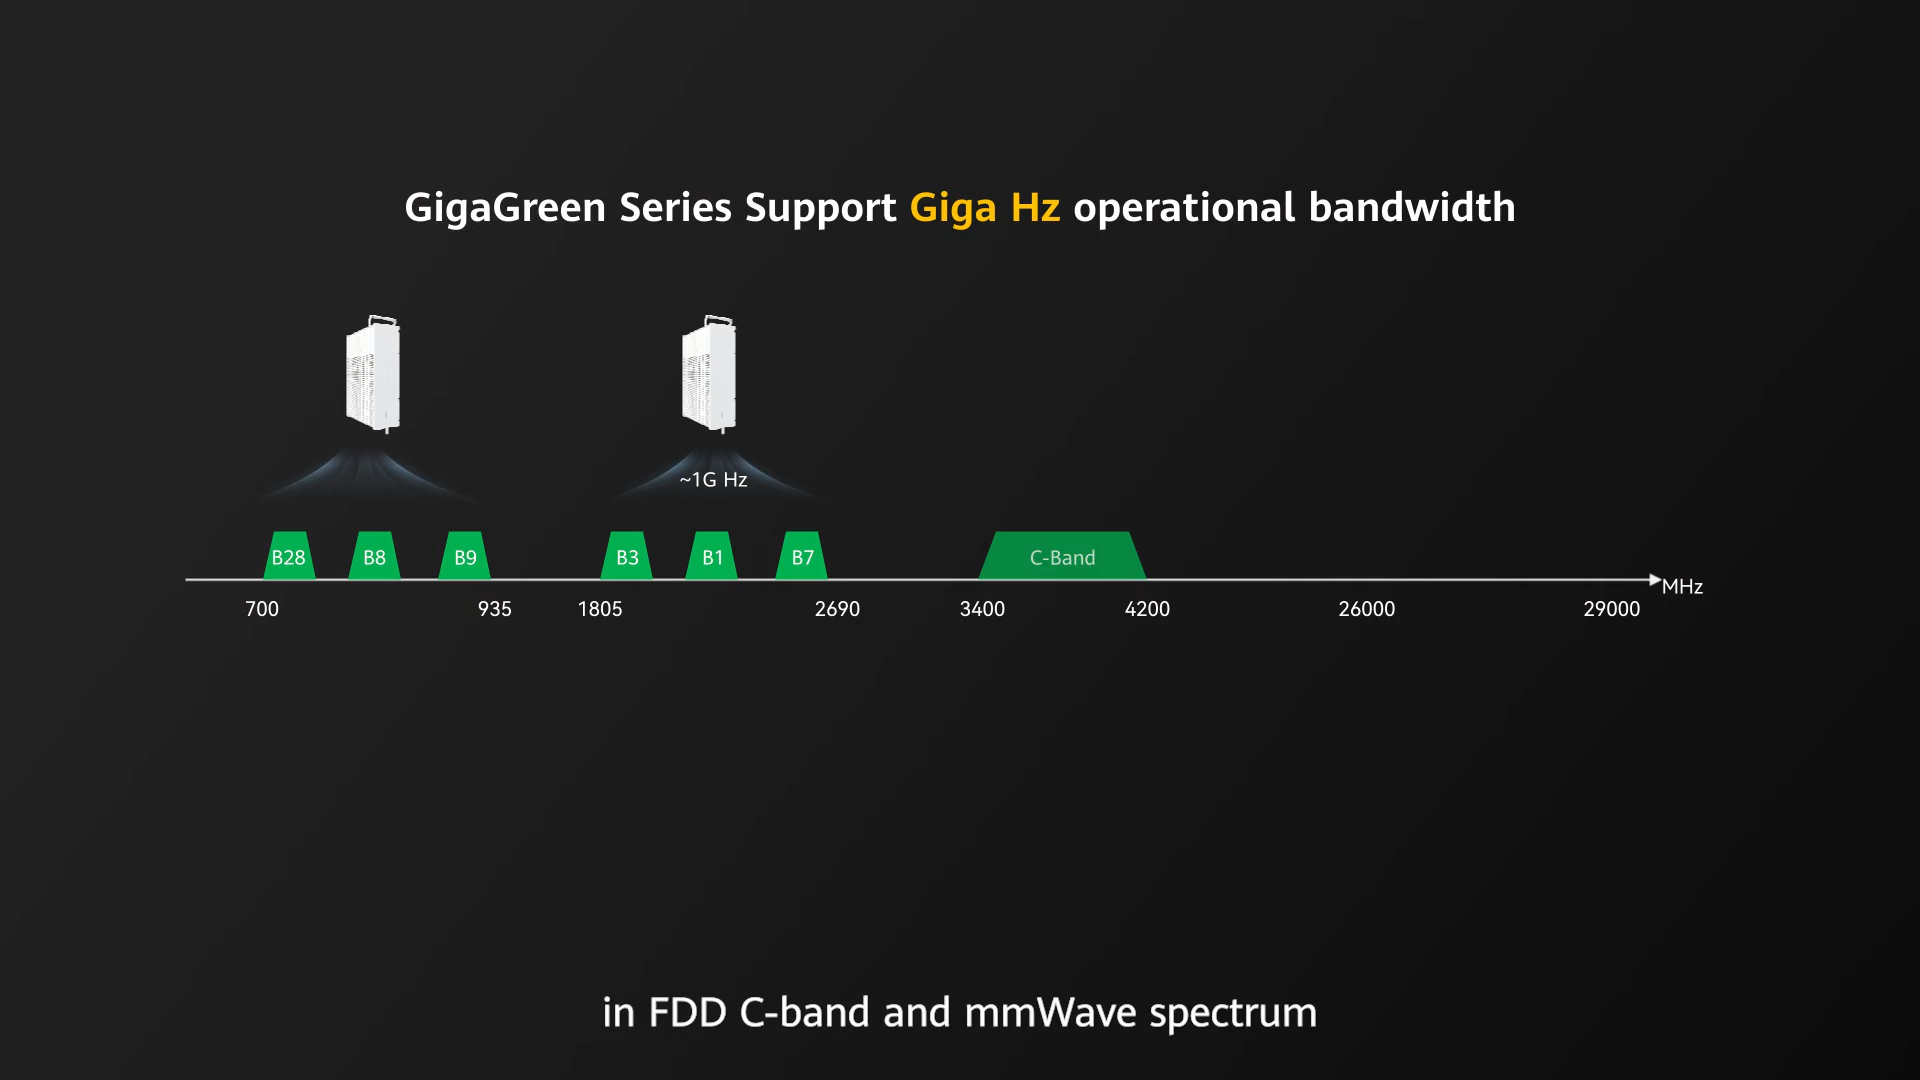 GigaGreen Series Support Giga Hz operational bandwidth
~1G Hz
B28 B8 B9 B3 B1 B7 C-Band
MHz
700 935 1805 2690 3400 4200 26000 29000
in FDD C-band and mmWave spectrum